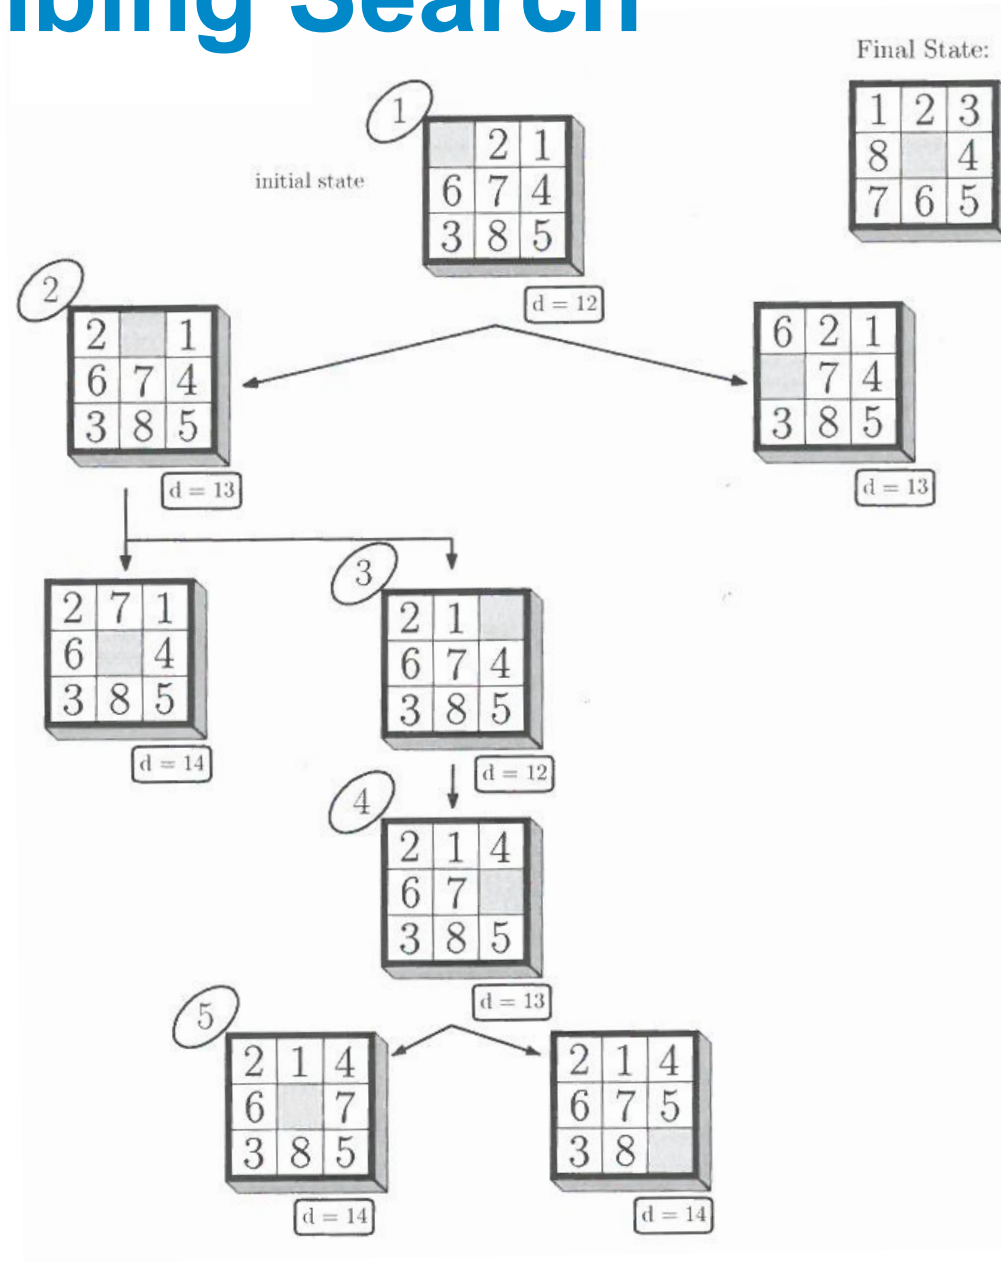 ibing Search
Final State:
1 2 3
8 4
7 6 5
1
initial state
2 1
6 7 4
3 8 5
d = 12
2
2 1
6 7 4
3 8 5
d = 13
6 2 1
7 4
3 8 5
d = 13
2 7 1
6 4
3 8 5
d = 14
3
2 1
6 7 4
3 8 5
d = 12
4
2 1 4
6 7
3 8 5
d = 13
5
2 1 4
6 7
3 8 5
d = 14
2 1 4
6 7 5
3 8
d = 14